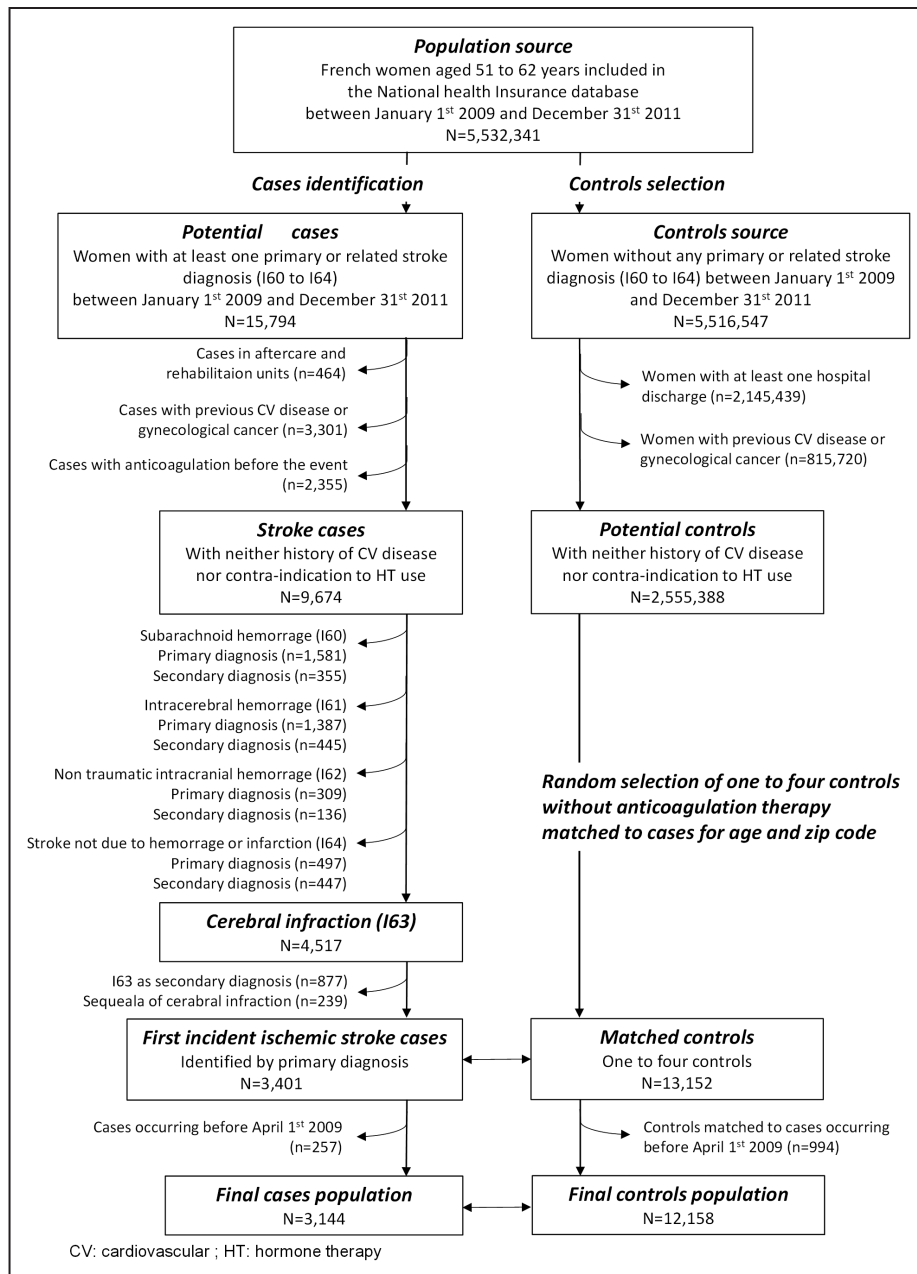 Population source
French women aged 51 to 62 years included in
the National health Insurance database
between January 1st 2009 and December 31st 2011
N=5,532,341
Cases identification
Controls selection
Potential cases
Women with at least one primary or related stroke
diagnosis (I60 to I64)
between January 1st 2009 and December 31st 2011
N=15,794
Controls source
Women without any primary or related stroke
diagnosis (I60 to I64) between January 1st 2009
and December 31st 2011
N=5,516,547
Cases in aftercare and
rehabilitaion units (n=464)
Cases with previous CV disease or
gynecological cancer (n=3,301)
Cases with anticoagulation before the event
(n=2,355)
Women with at least one hospital
discharge (n=2,145,439)
Women with previous CV disease or
gynecological cancer (n=815,720)
Stroke cases
With neither history of CV disease
nor contra-indication to HT use
N=9,674
Potential controls
With neither history of CV disease
nor contra-indication to HT use
N=2,555,388
Subarachnoid hemorrage (I60)
Primary diagnosis (n=1,581)
Secondary diagnosis (n=355)
Intracerebral hemorrage (I61)
Primary diagnosis (n=1,387)
Secondary diagnosis (n=445)
Non traumatic intracranial hemorrage (I62)
Primary diagnosis (n=309)
Secondary diagnosis (n=136)
Stroke not due to hemorrage or infarction (I64)
Primary diagnosis (n=497)
Secondary diagnosis (n=447)
Random selection of one to four controls
without anticoagulation therapy
matched to cases for age and zip code
Cerebral infraction (I63)
N=4,517
I63 as secondary diagnosis (n=877)
Sequeala of cerabral infraction (n=239)
First incident ischemic stroke cases
Identified by primary diagnosis
N=3,401
Matched controls
One to four controls
N=13,152
Cases occurring before April 1st 2009
(n=257)
Controls matched to cases occurring
before April 1st 2009 (n=994)
Final cases population
N=3,144
Final controls population
N=12,158
CV: cardiovascular ; HT: hormone therapy